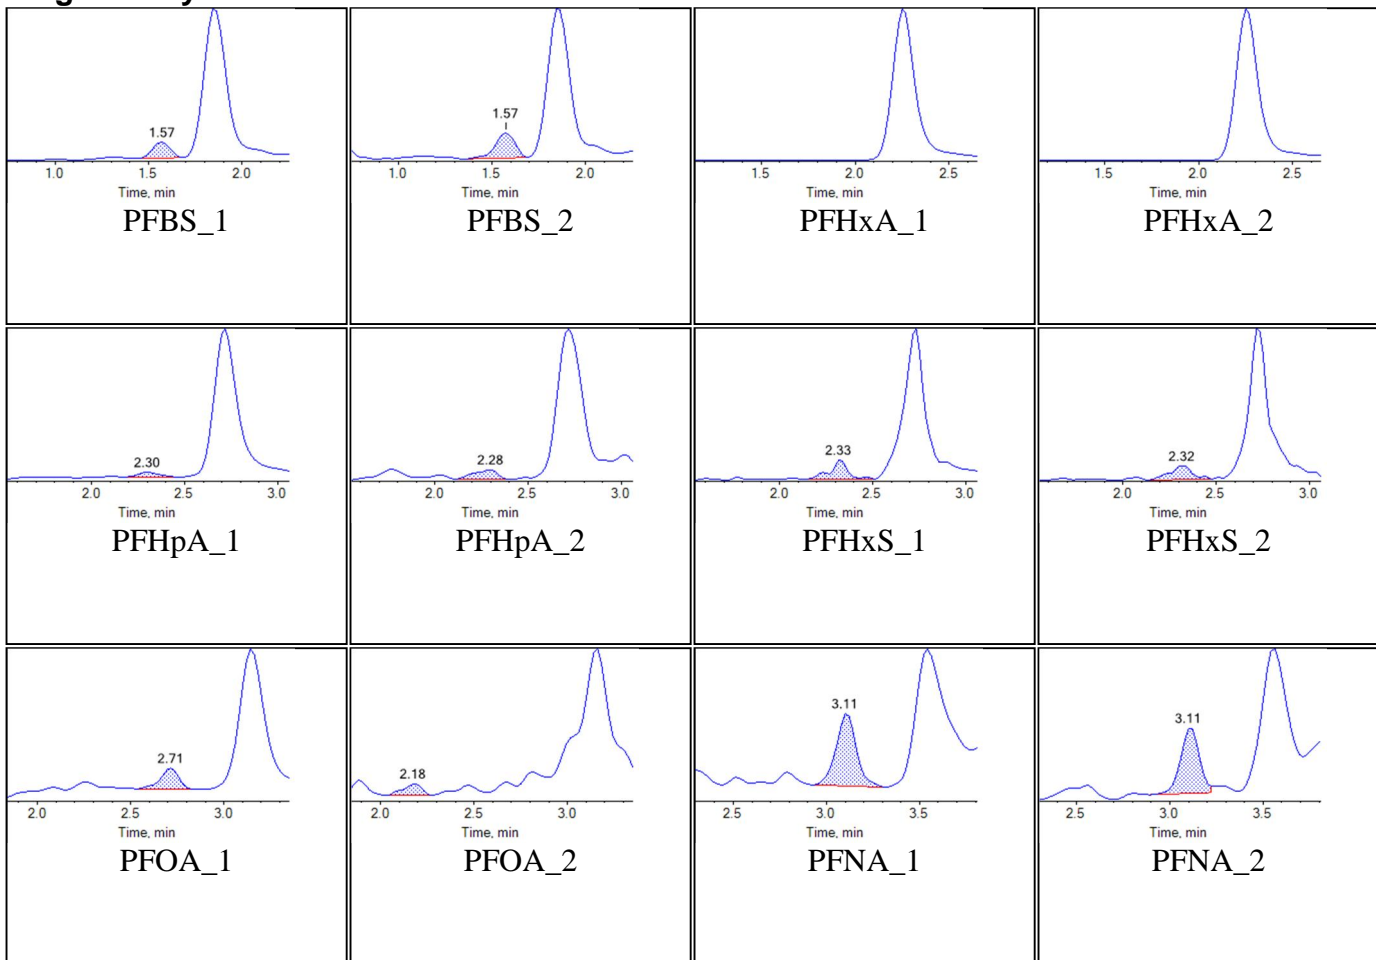 1.57
1.0 1.5 2.0
Time, min
PFBS_1
1.57
1.0 1.5 2.0
Time, min
PFBS_2
1.5 2.0 2.5
Time, min
PFHxA_1
1.5 2.0 2.5
Time, min
PFHxA_2
2.30
2.0 2.5 3.0
Time, min
PFHpA_1
2.28
2.0 2.5 3.0
Time, min
PFHpA_2
2.33
2.0 2.5 3.0
Time, min
PFHxS_1
2.32
2.0 2.5 3.0
Time, min
PFHxS_2
2.71
2.0 2.5 3.0
Time, min
PFOA_1
2.18
2.0 2.5 3.0
Time, min
PFOA_2
3.11
2.5 3.0 3.5
Time, min
PFNA_1
3.11
2.5 3.0 3.5
Time, min
PFNA_2